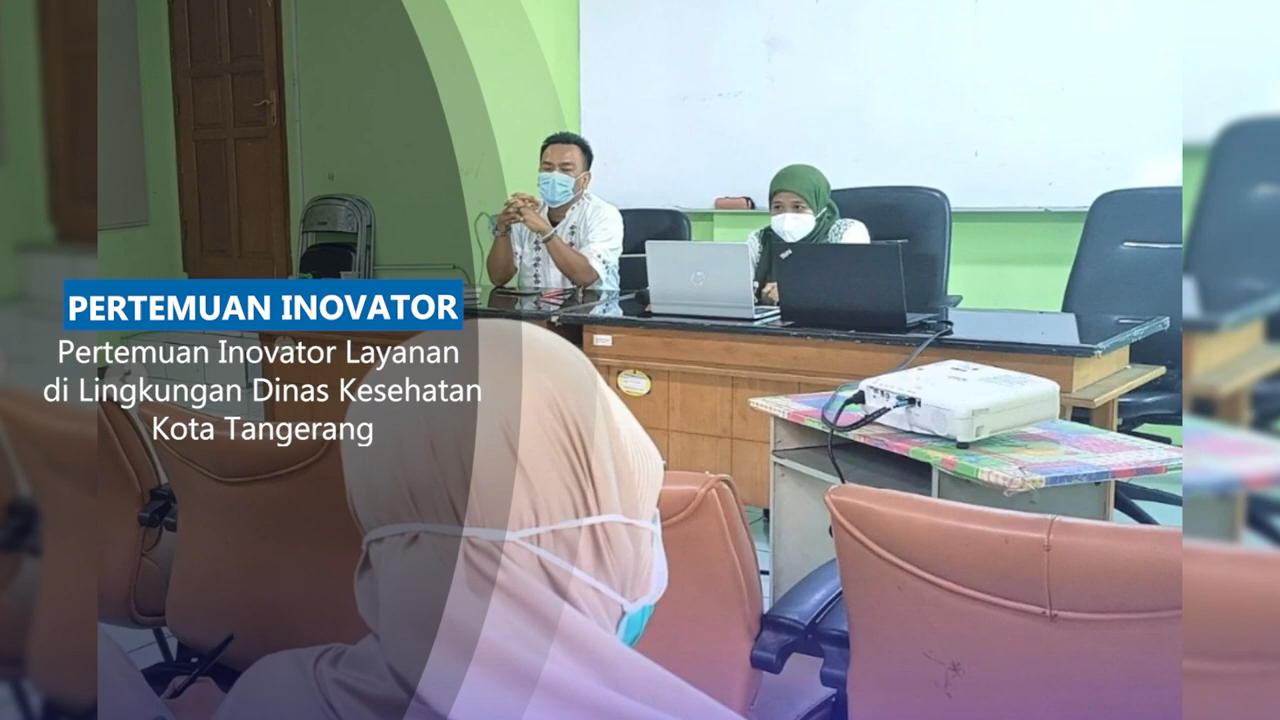 PERTEMUAN INOVATOR
Pertemuan Inovator Layanan
di Lingkungan Dinas Kesehatan
Kota Tangerang